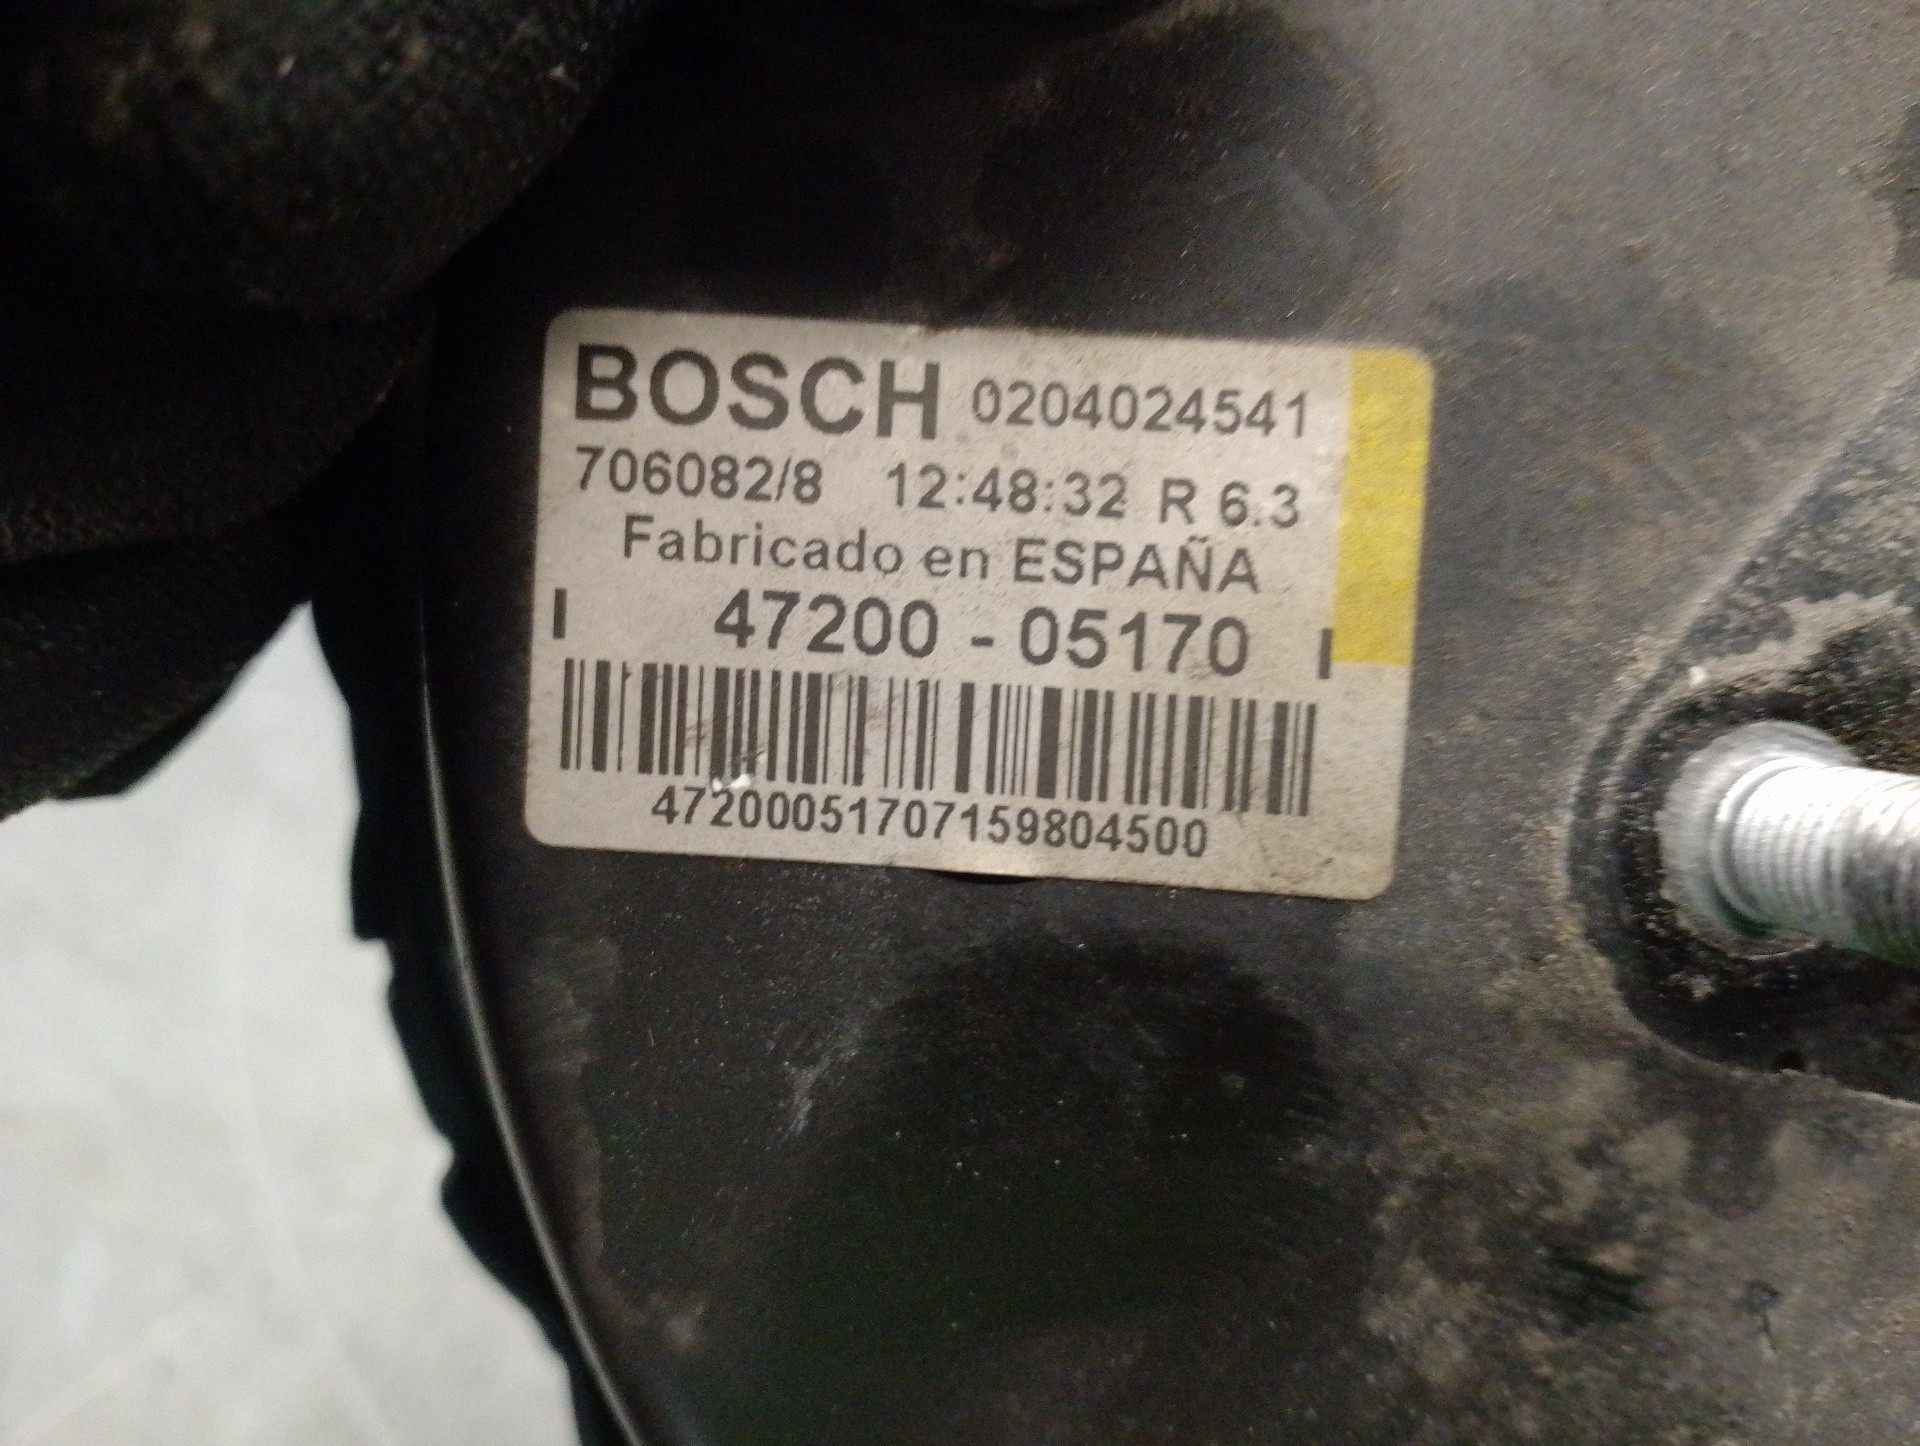 BOSCH 0204024541
706082/8 12:48:32 R 6.3
Fabricado en ESPAÑA
47200 - 05170
47200051707159804500